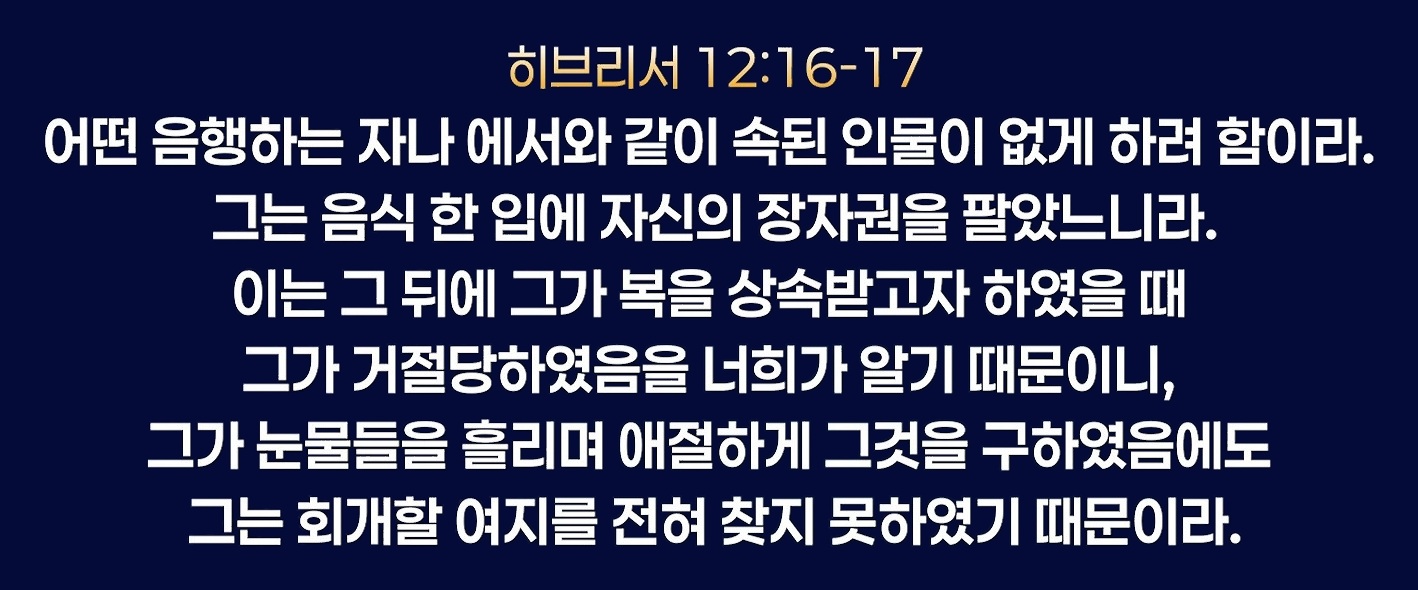 히브리서 12:16-17
어떤 음행하는 자나 에서와 같이 속된 인물이 없게 하려 함이라.
그는 음식 한 입에 자신의 장자권을 팔았느니라.
이는 그 뒤에 그가 복을 상속받고자 하였을 때
그가 거절당하였음을 너희가 알기 때문이니,
그가 눈물들을 흘리며 애절하게 그것을 구하였음에도
그는 회개할 여지를 전혀 찾지 못하였기 때문이라.